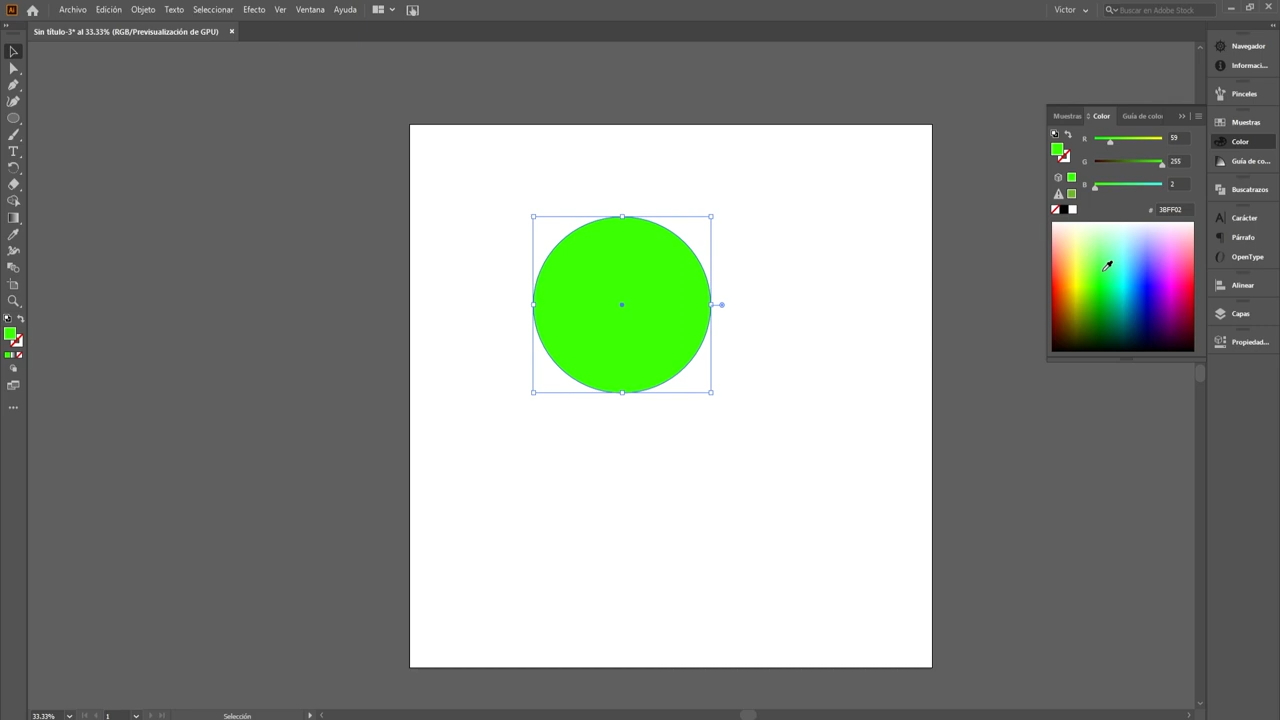 Ai
Archivo Edición Objeto Texto Seleccionar Efecto Ver Ventana Ayuda
Victor
Buscar en Adobe Stock
Sin título-3* al 33.33% (RGB/Previsualización de GPU)
Navegador
Informaci...
Pinceles
Muestras
Color
Guía de co...
Buscatrazos
Carácter
Párrafo
OpenType
Alinear
Capas
Propiedad...
Muestras Color Guía de color
R 59
G 255
B 2
# 3BFF02
33.33% 1 Selección